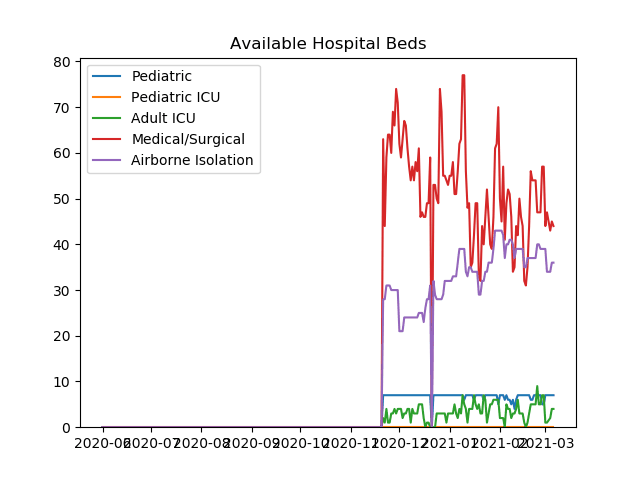 Available Hospital Beds
80
70
60
50
40
30
20
10
0
Pediatric
Pediatric ICU
Adult ICU
Medical/Surgical
Airborne Isolation
2020-06 2020-07 2020-08 2020-09 2020-10 2020-11 2020-12 2021-01 2021-02 2021-03